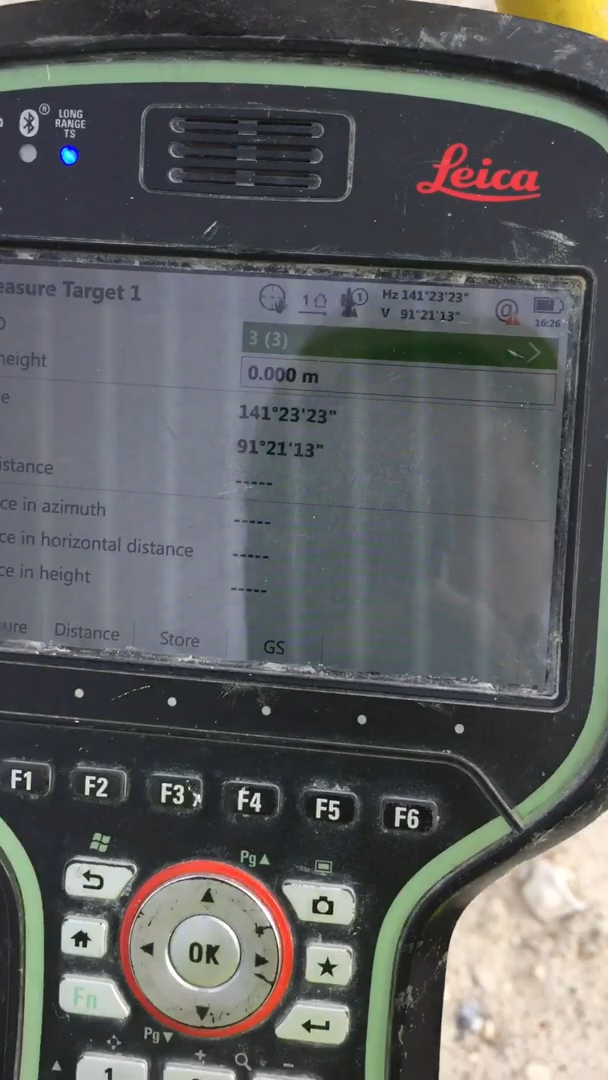 LONG
RANGE
TS
Leica
easure Target 1
1
1
Hz 141°23'23"
V 91°21'13"
@
16:26
3 (3)
height
0.000 m
e
141°23'23"
91°21'13"
istance
-----
ce in azimuth
-----
ce in horizontal distance
-----
ce in height
-----
ure Distance Store GS
F1 F2 F3 F4 F5 F6
Pg▲
OK
Fn
Pg▼
+
-
1